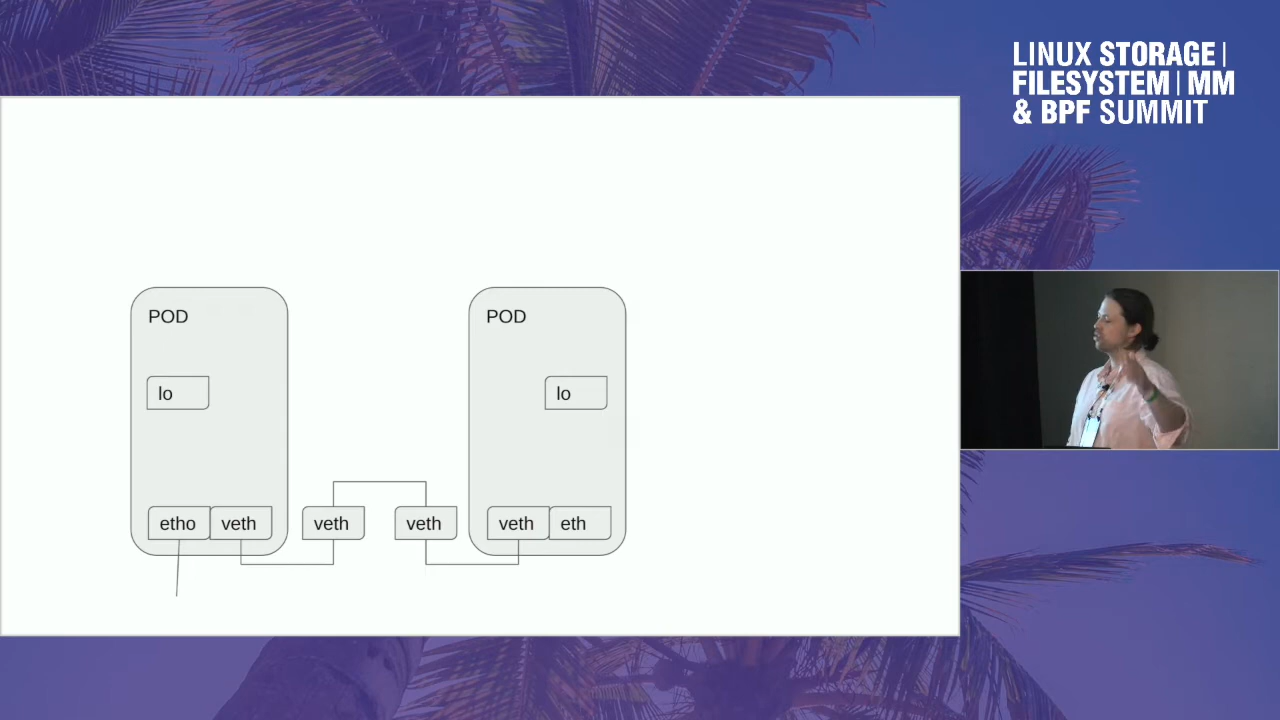 LINUX STORAGE |
FILESYSTEM | MM
& BPF SUMMIT
POD
POD
lo
lo
etho
veth
veth
veth
veth
eth